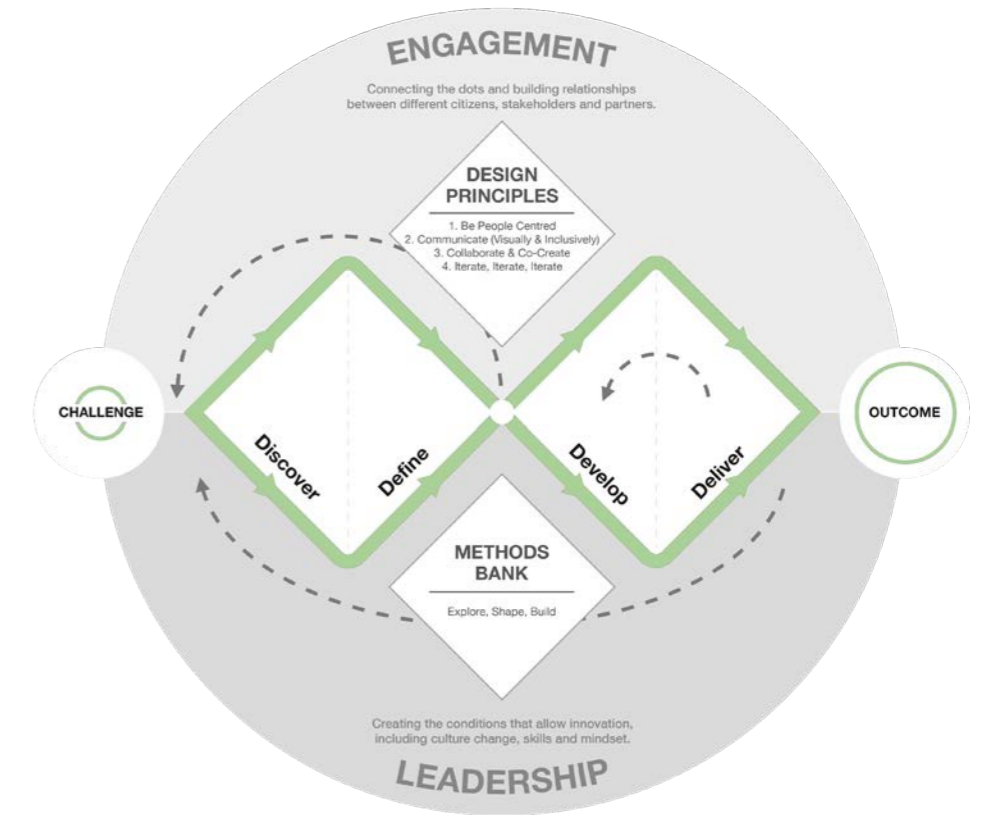 ENGAGEMENT
Connecting the dots and building relationships
between different citizens, stakeholders and partners.
DESIGN
PRINCIPLES
1. Be People Centred
2. Communicate (Visually & Inclusively)
3. Collaborate & Co-Create
4. Iterate, Iterate, Iterate
CHALLENGE
OUTCOME
Discover
Define
Develop
Deliver
METHODS
BANK
Explore, Shape, Build
Creating the conditions that allow innovation,
including culture change, skills and mindset.
LEADERSHIP